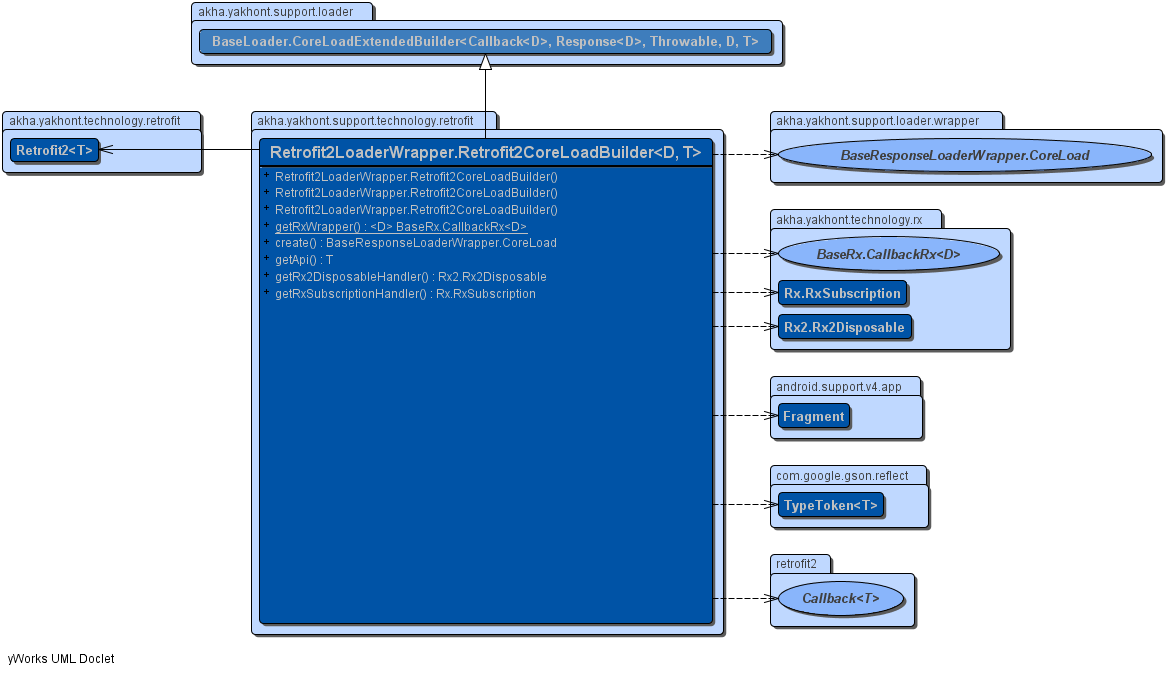 akha.yakhont.support.loader
BaseLoader.CoreLoadExtendedBuilder<Callback<D>, Response<D>, Throwable, D, T>
akha.yakhont.technology.retrofit
Retrofit2<T>
akha.yakhont.support.technology.retrofit
Retrofit2LoaderWrapper.Retrofit2CoreLoadBuilder<D, T>
+ Retrofit2LoaderWrapper.Retrofit2CoreLoadBuilder()
+ Retrofit2LoaderWrapper.Retrofit2CoreLoadBuilder()
+ Retrofit2LoaderWrapper.Retrofit2CoreLoadBuilder()
+ getRxWrapper() : <D> BaseRx.CallbackRx<D>
+ create() : BaseResponseLoaderWrapper.CoreLoad
+ getApi() : T
+ getRx2DisposableHandler() : Rx2.Rx2Disposable
+ getRxSubscriptionHandler() : Rx.RxSubscription
akha.yakhont.support.loader.wrapper
BaseResponseLoaderWrapper.CoreLoad
akha.yakhont.technology.rx
BaseRx.CallbackRx<D>
Rx.RxSubscription
Rx2.Rx2Disposable
android.support.v4.app
Fragment
com.google.gson.reflect
TypeToken<T>
retrofit2
Callback<T>
yWorks UML Doclet